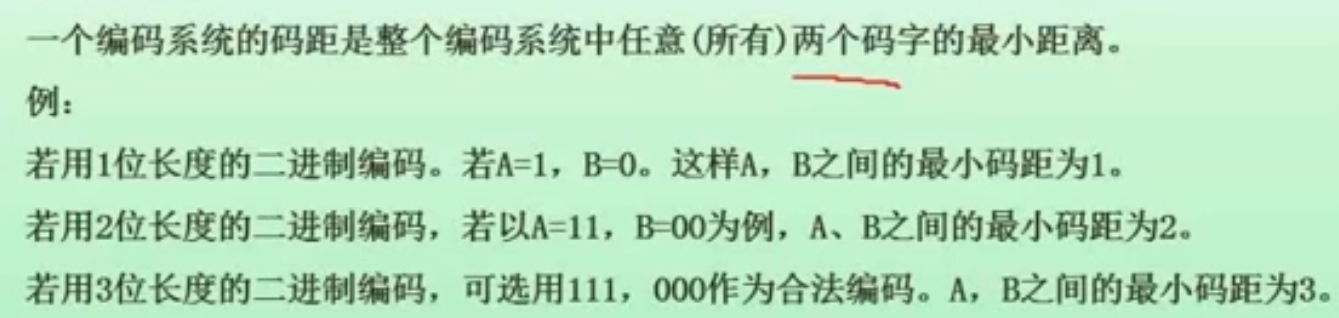 一个编码系统的码距是整个编码系统中任意(所有)两个码字的最小距离。
例：
若用1位长度的二进制编码。若A=1，B=0。这样A，B之间的最小码距为1。
若用2位长度的二进制编码，若以A=11，B=00为例，A、B之间的最小码距为2。
若用3位长度的二进制编码，可选用111，000作为合法编码。A，B之间的最小码距为3。